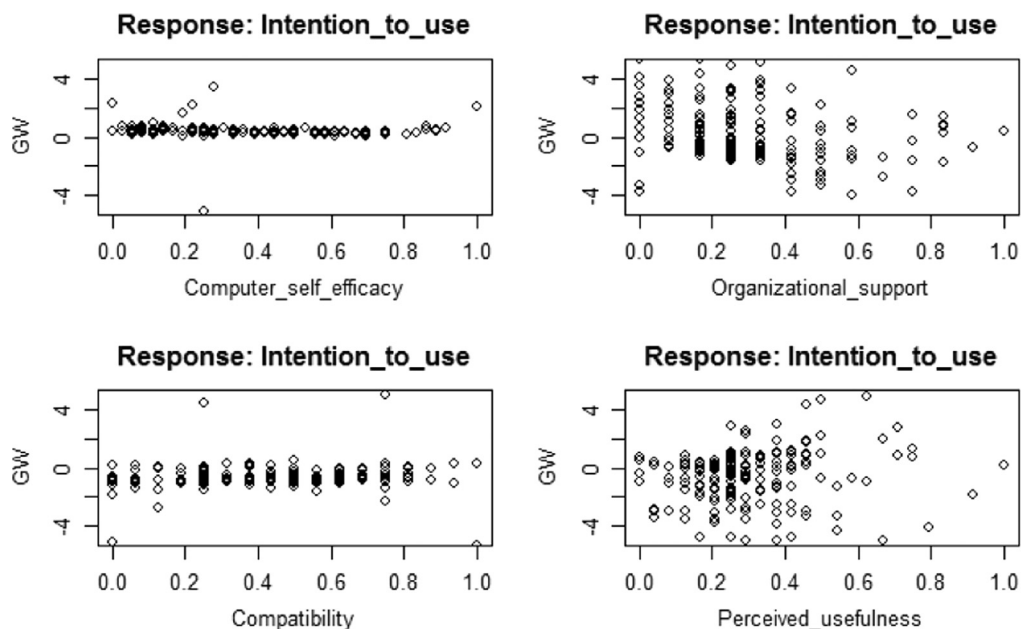 Response: Intention_to_use
GW
4
0
-4
0.0 0.2 0.4 0.6 0.8 1.0
Computer_self_efficacy
Response: Intention_to_use
GW
4
0
-4
0.0 0.2 0.4 0.6 0.8 1.0
Organizational_support
Response: Intention_to_use
GW
4
0
-4
0.0 0.2 0.4 0.6 0.8 1.0
Compatibility
Response: Intention_to_use
GW
4
0
-4
0.0 0.2 0.4 0.6 0.8 1.0
Perceived_usefulness